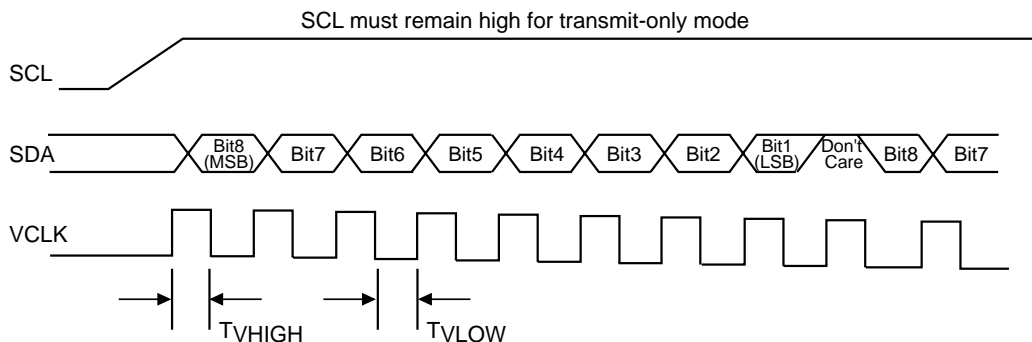 SCL must remain high for transmit-only mode
SCL
SDA
Bit8
(MSB)
Bit7
Bit6
Bit5
Bit4
Bit3
Bit2
Bit1
(LSB)
Don't
Care
Bit8
Bit7
VCLK
TVHIGH
TVLOW